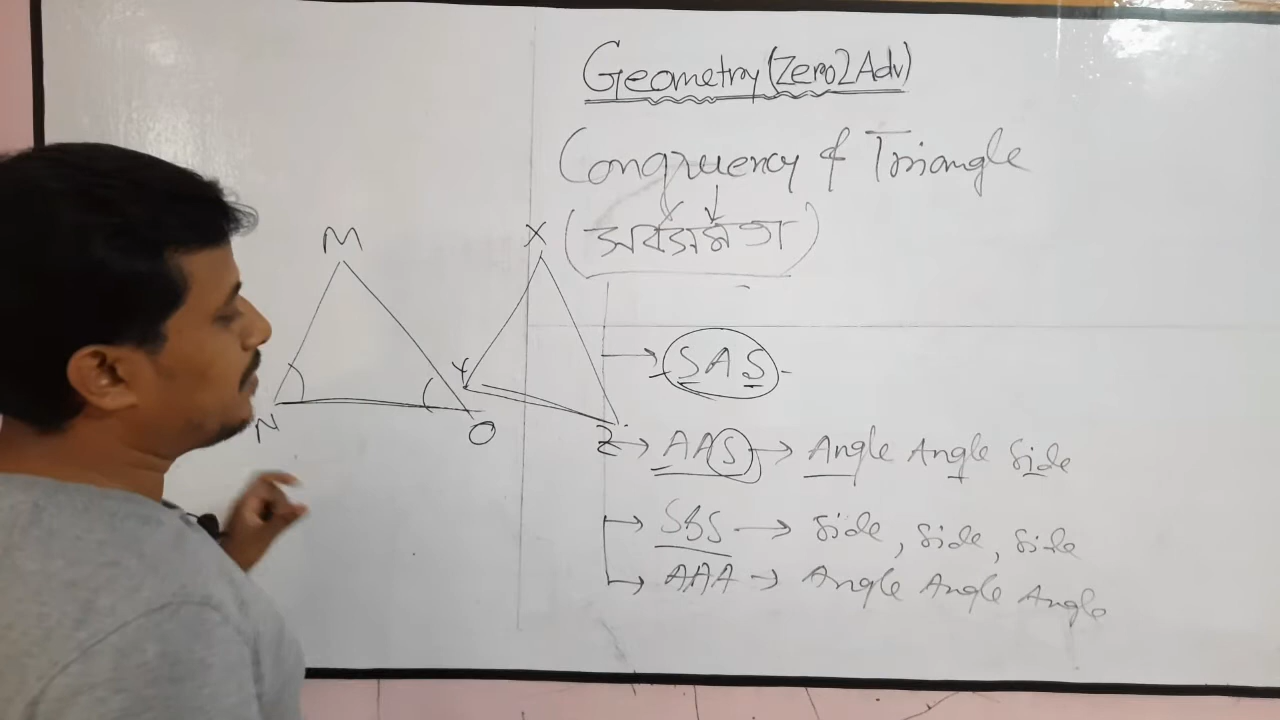 Geometry (Zero2Adv)
Congruency of Triangle
(সর্বসমতা)
M
X
N
O
Y
Z
→ SAS
→ AAS → Angle Angle Side
→ SSS → Side, Side, Side
→ AAA → Angle Angle Angle